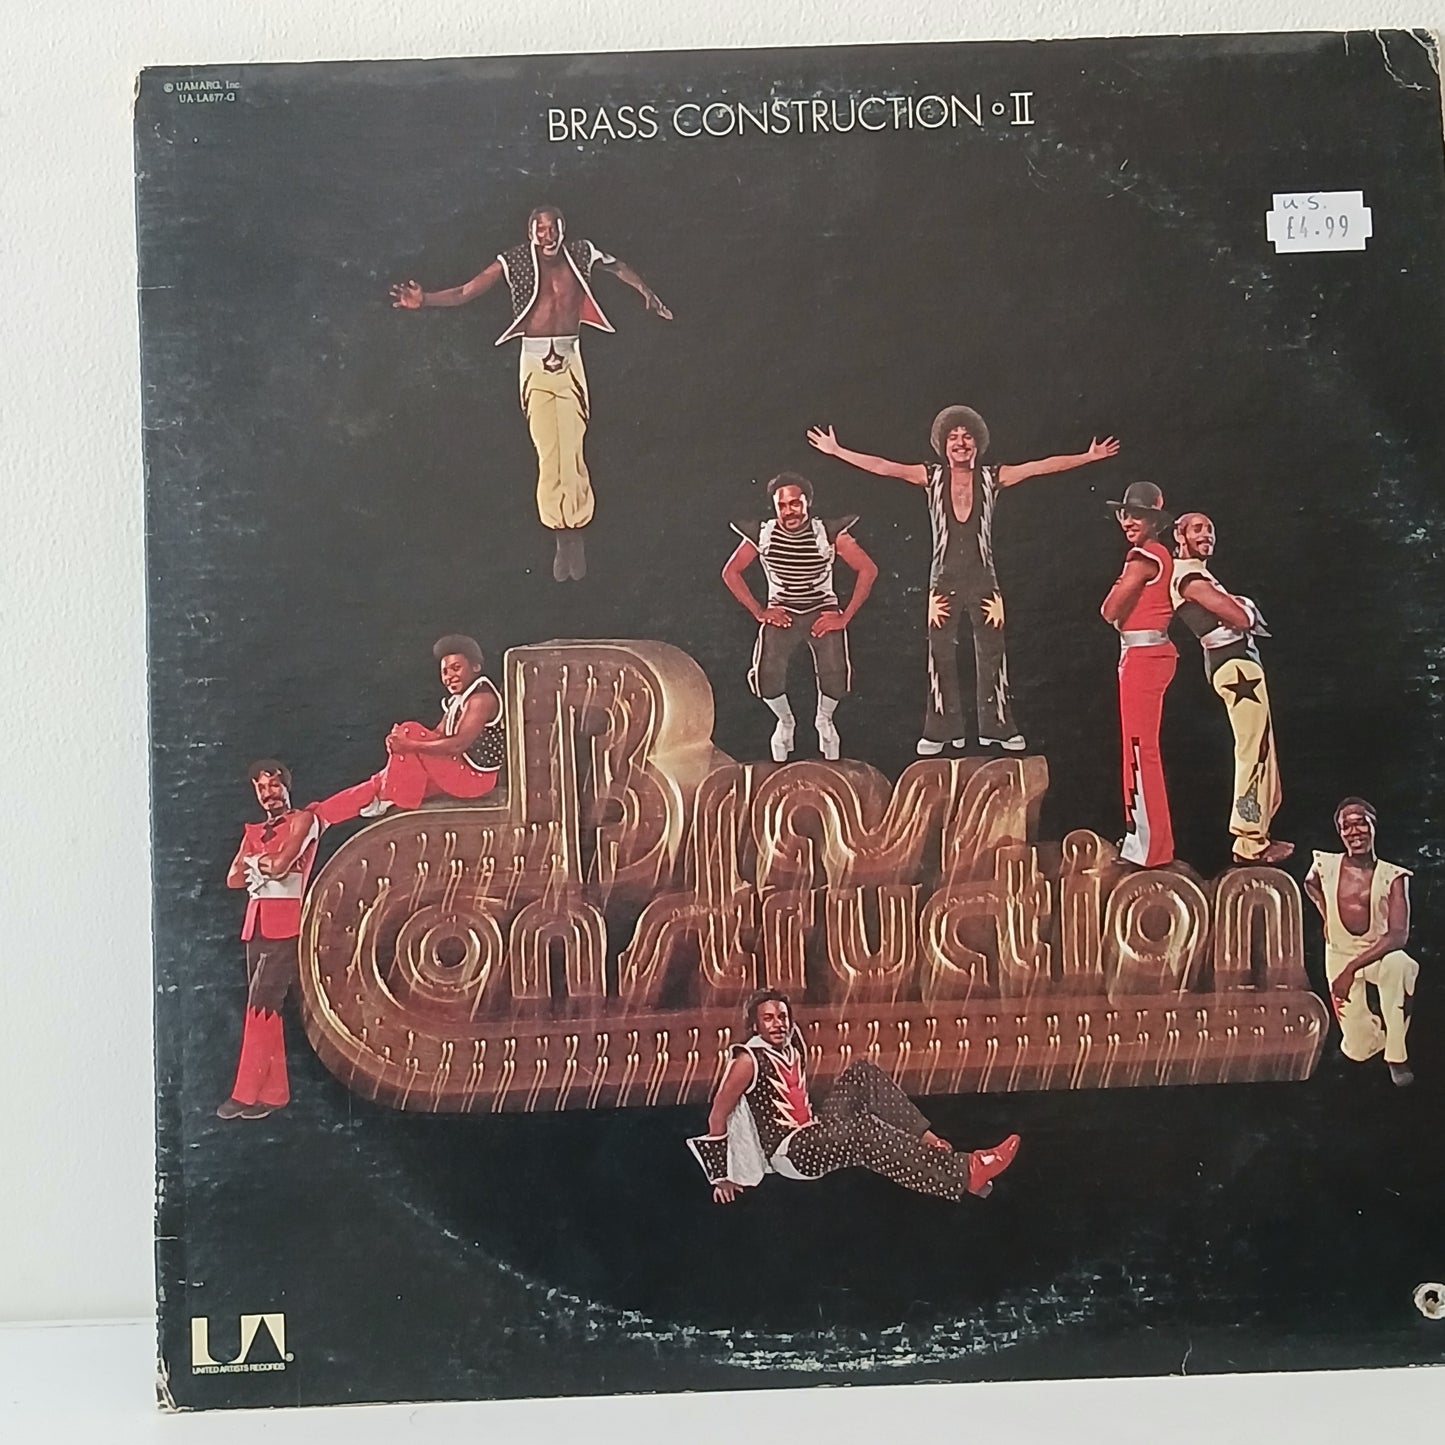 © UAMARG, Inc.
UA-LA677-G
BRASS CONSTRUCTION ∘ II
U.S.
£4.99
Brass
Construction
UA®
UNITED ARTISTS RECORDS